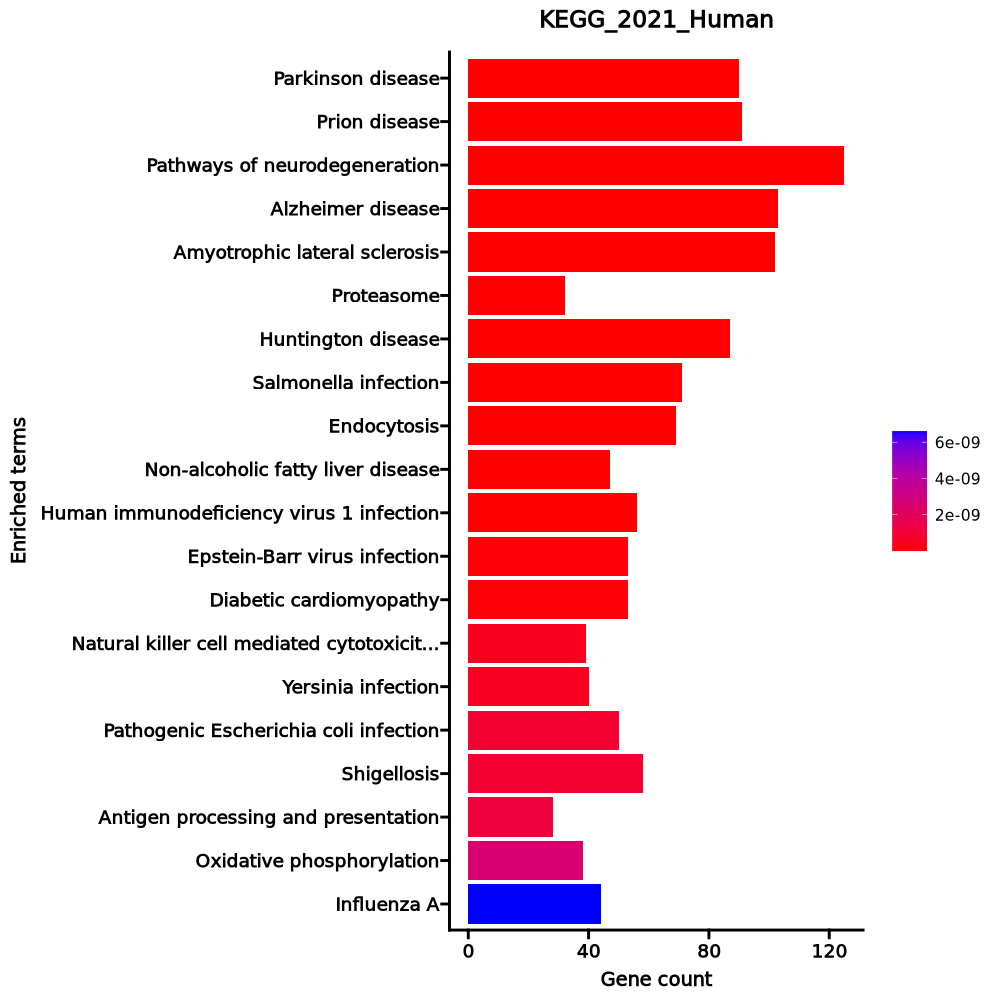 KEGG_2021_Human
Parkinson disease
Prion disease
Pathways of neurodegeneration
Alzheimer disease
Amyotrophic lateral sclerosis
Proteasome
Huntington disease
Salmonella infection
Endocytosis
Non-alcoholic fatty liver disease
Human immunodeficiency virus 1 infection
Epstein-Barr virus infection
Diabetic cardiomyopathy
Natural killer cell mediated cytotoxicit...
Yersinia infection
Pathogenic Escherichia coli infection
Shigellosis
Antigen processing and presentation
Oxidative phosphorylation
Influenza A
Enriched terms
0 40 80 120
Gene count
6e-09
4e-09
2e-09